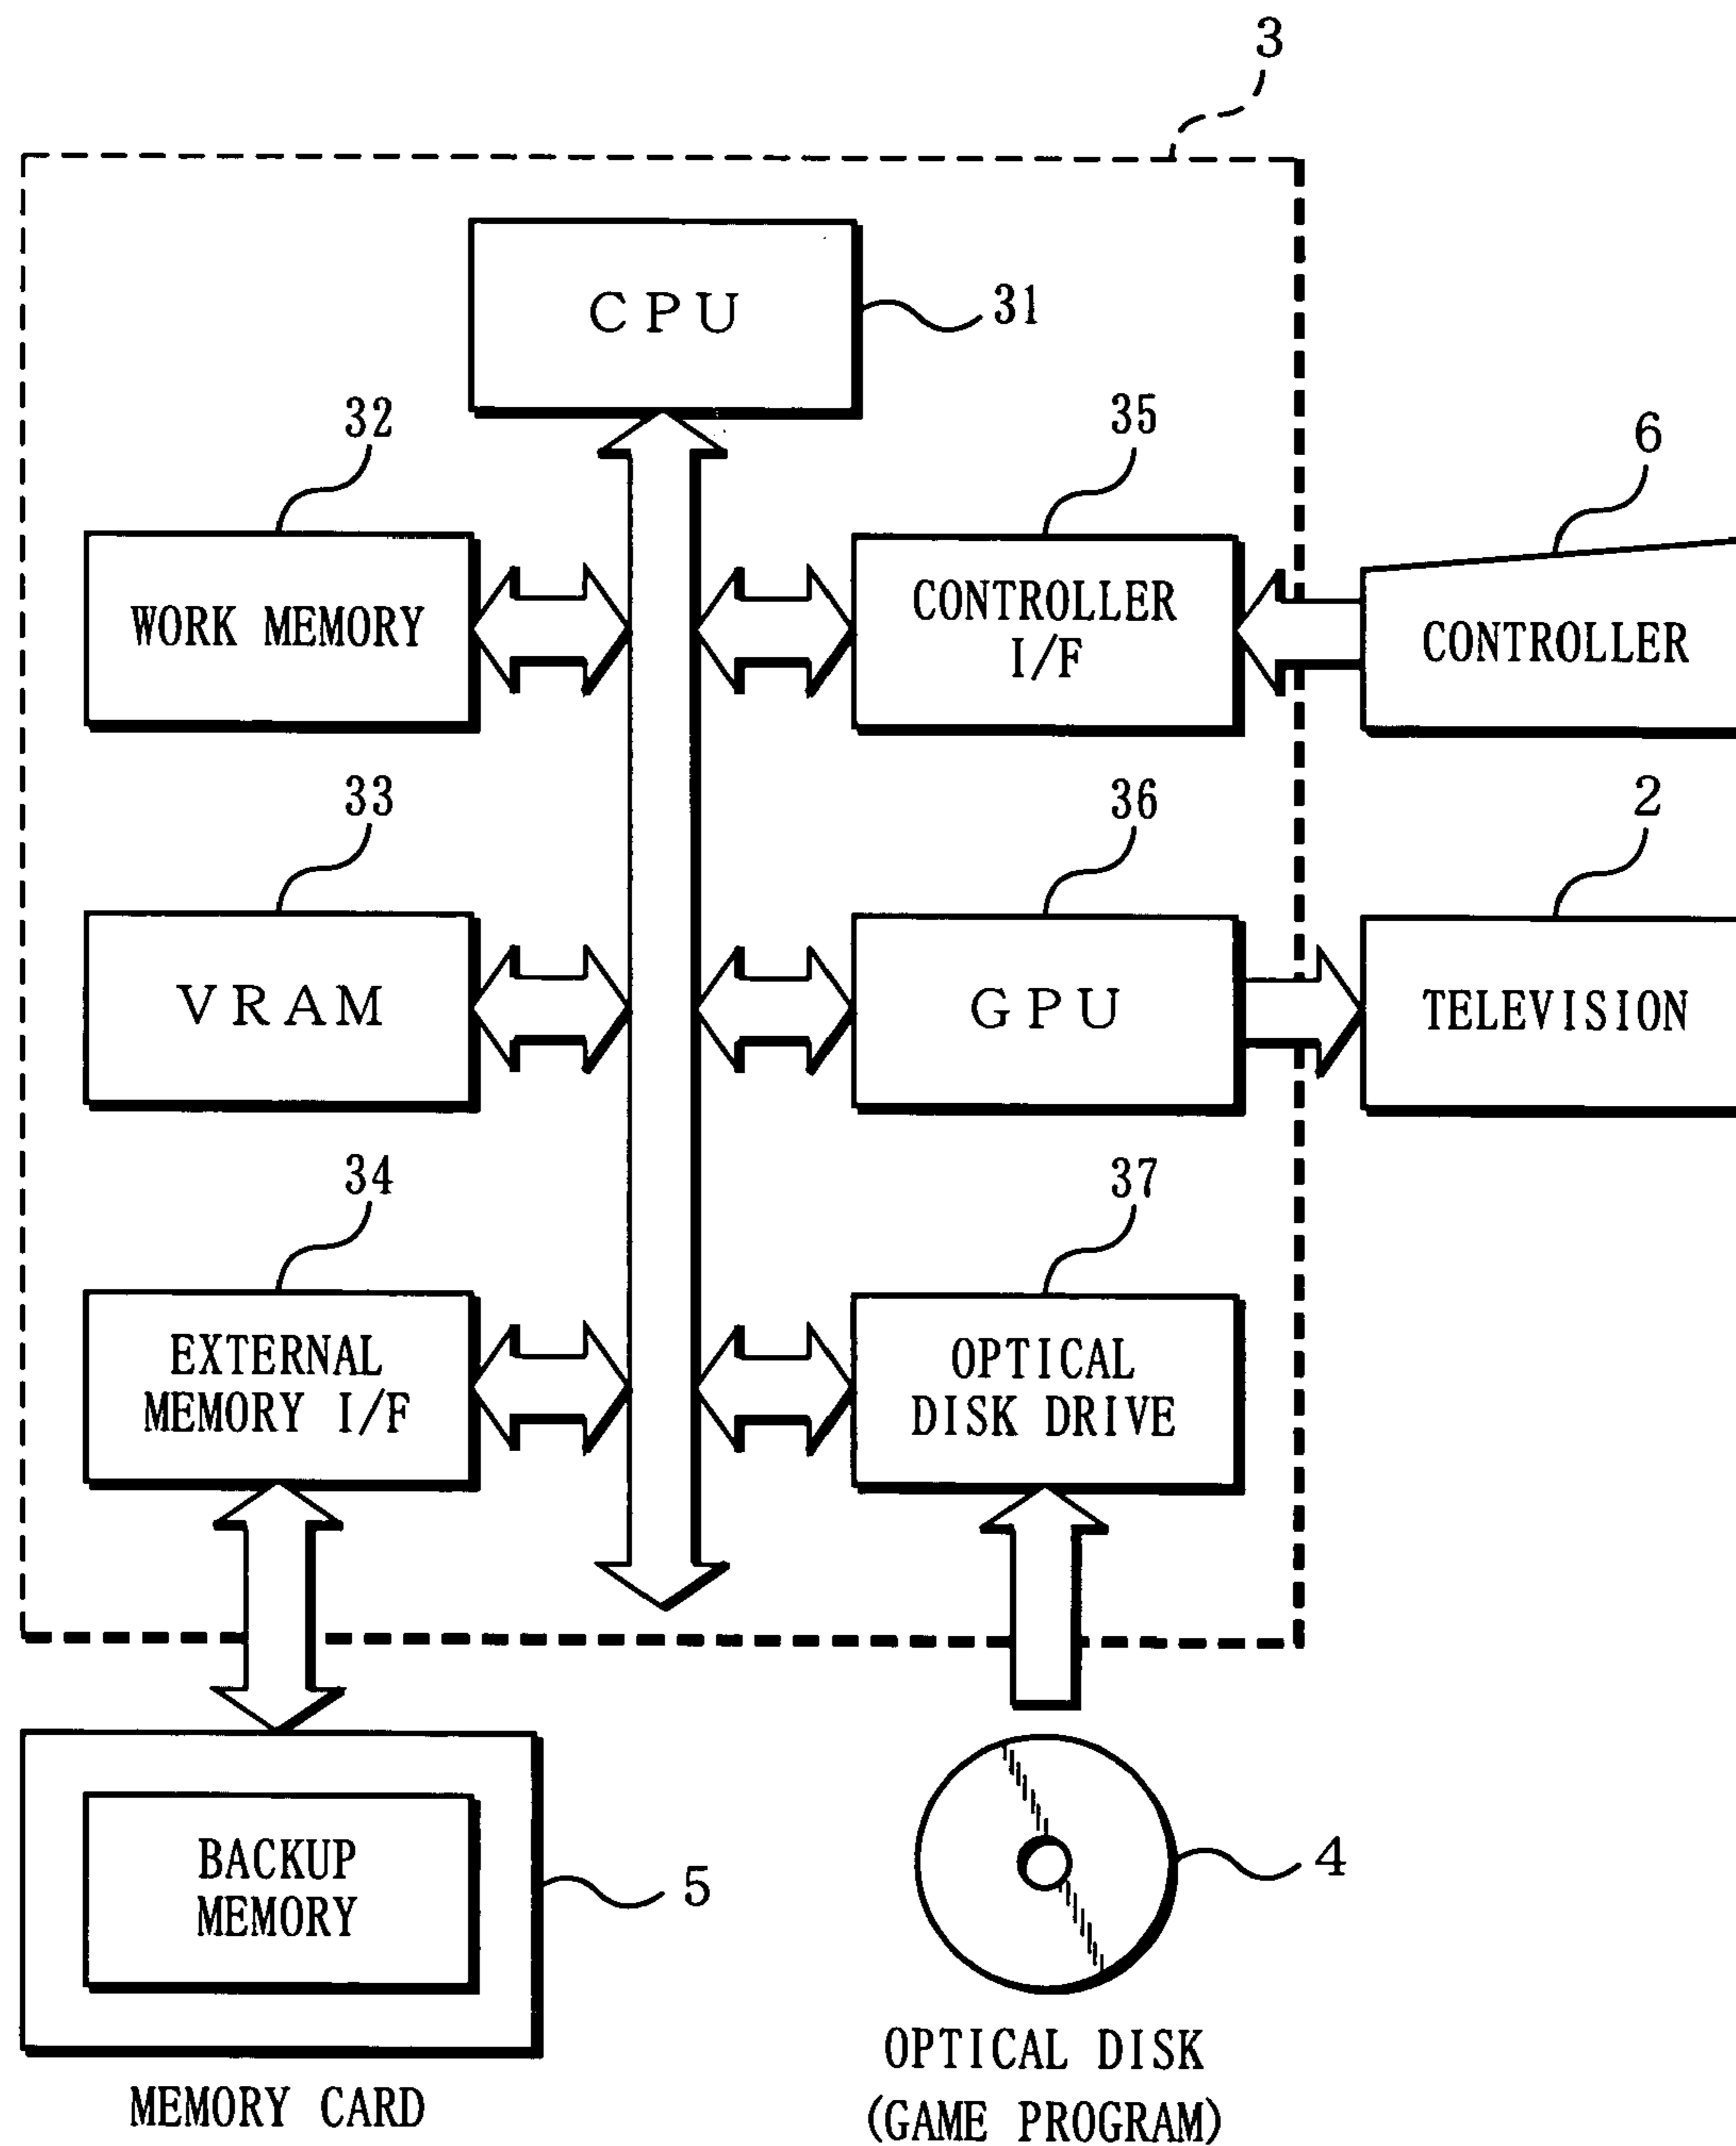 3
CPU
31
32
35
6
WORK MEMORY
CONTROLLER
I/F
CONTROLLER
33
36
2
VRAM
GPU
TELEVISION
34
37
EXTERNAL
MEMORY I/F
OPTICAL
DISK DRIVE
BACKUP
MEMORY
5
4
MEMORY CARD
OPTICAL DISK
(GAME PROGRAM)